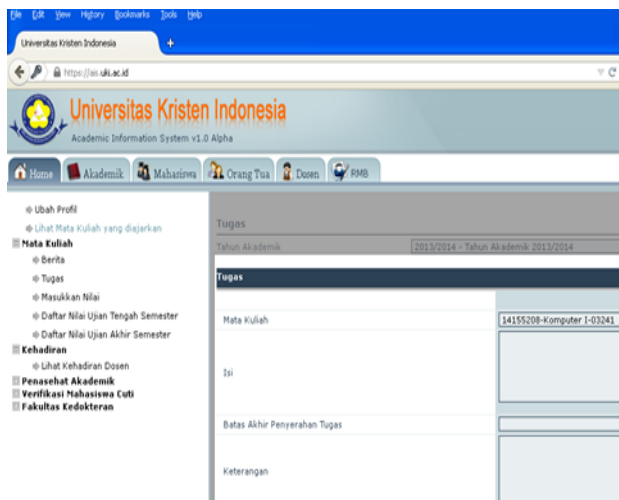 File Edit View History Bookmarks Tools Help
Universitas Kristen Indonesia +
https://ais.uki.ac.id
Universitas Kristen Indonesia
Academic Information System v1.0 Alpha
Home Akademik Mahasiswa Orang Tua Dosen RMB
Ubah Profil
Lihat Mata Kuliah yang diajarkan
Mata Kuliah
Berita
Tugas
Masukkan Nilai
Daftar Nilai Ujian Tengah Semester
Daftar Nilai Ujian Akhir Semester
Kehadiran
Lihat Kehadiran Dosen
Penasehat Akademik
Verifikasi Mahasiswa Cuti
Fakultas Kedokteran
Tugas
Tahun Akademik 2013/2014 - Tahun Akademik 2013/2014
Tugas
Mata Kuliah 14155208-Komputer I-03241
Isi
Batas Akhir Penyerahan Tugas
Keterangan